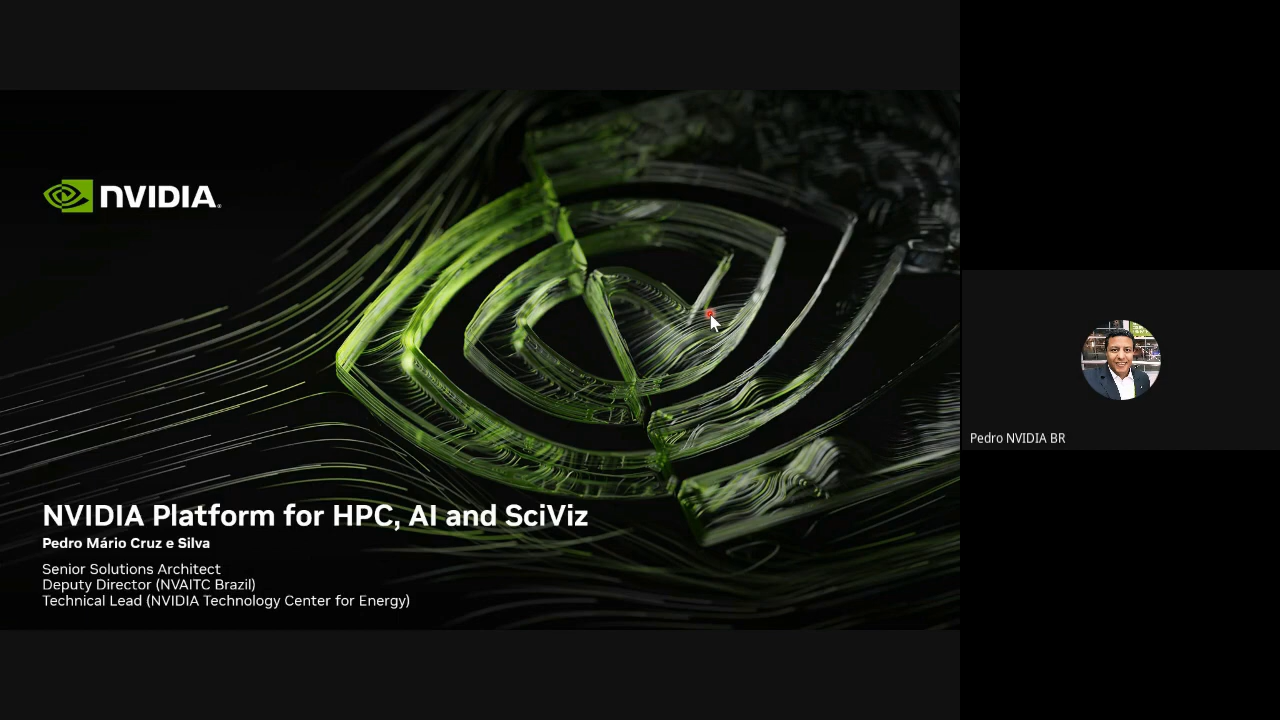 NVIDIA
NVIDIA Platform for HPC, AI and SciViz
Pedro Mário Cruz e Silva
Senior Solutions Architect
Deputy Director (NVAITC Brazil)
Technical Lead (NVIDIA Technology Center for Energy)
Pedro NVIDIA BR